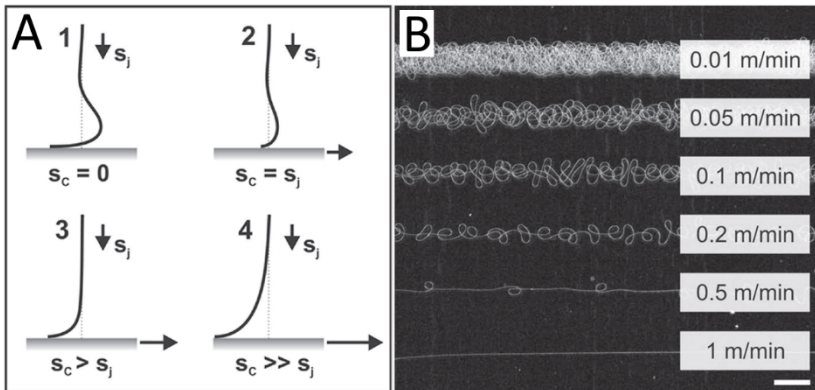 A
1
s_j
s_C = 0
2
s_j
s_C = s_j
3
s_j
s_C > s_j
4
s_j
s_C >> s_j
B
0.01 m/min
0.05 m/min
0.1 m/min
0.2 m/min
0.5 m/min
1 m/min